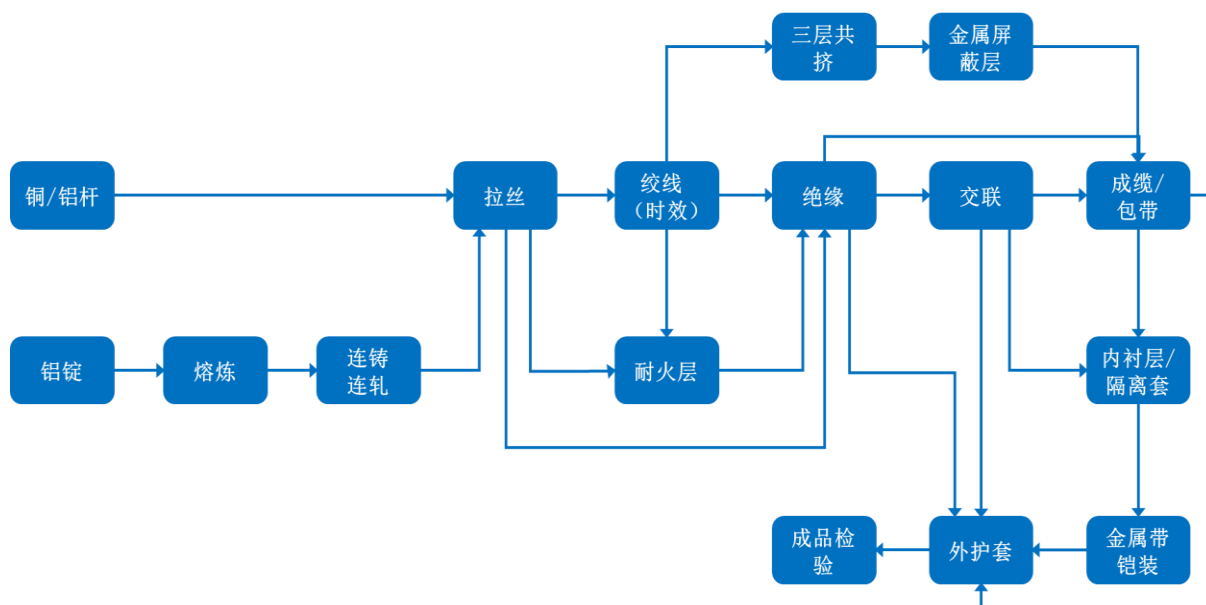 三层共
挤
金属屏
蔽层
铜/铝杆
拉丝
绞线
（时效）
绝缘
交联
成缆/
包带
铝锭
熔炼
连铸
连轧
耐火层
内衬层/
隔离套
成品检
验
外护套
金属带
铠装